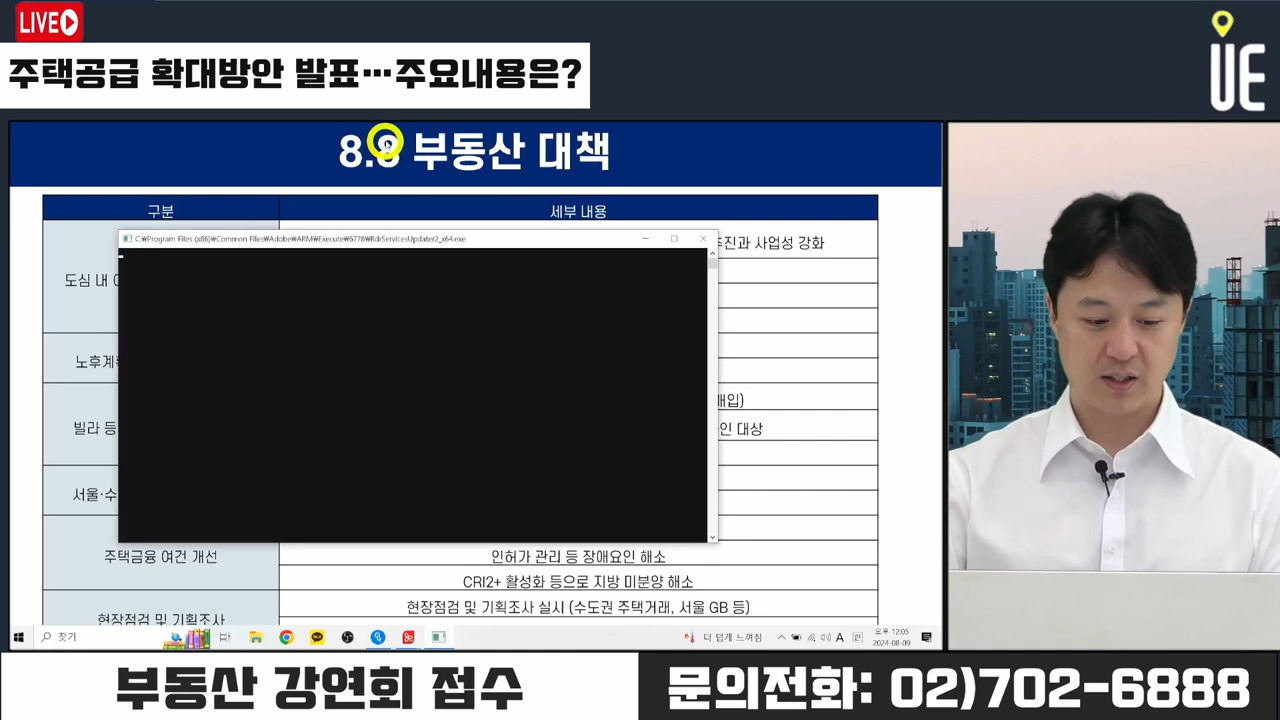 LIVE
주택공급 확대방안 발표…주요내용은?
UE
8.8 부동산 대책
구분
세부 내용
C:₩Program Files (x86)₩Common Files₩Adobe₩ARM₩Execute₩6778₩RdrServicesUpdater2_x64.exe
추진과 사업성 강화
도심 내
노후계획
매입)
빌라 등
인 대상
서울·수
주택금융 여건 개선
인허가 관리 등 장애요인 해소
CRI2+ 활성화 등으로 지방 미분양 해소
현장점검 및 기획조사
현장점검 및 기획조사 실시 (수도권 주택거래, 서울 GB 등)
찾기
더 덥게 느껴짐
A
오후 12:05
2024-08-09
부동산 강연회 접수
문의전화: 02)702-6888